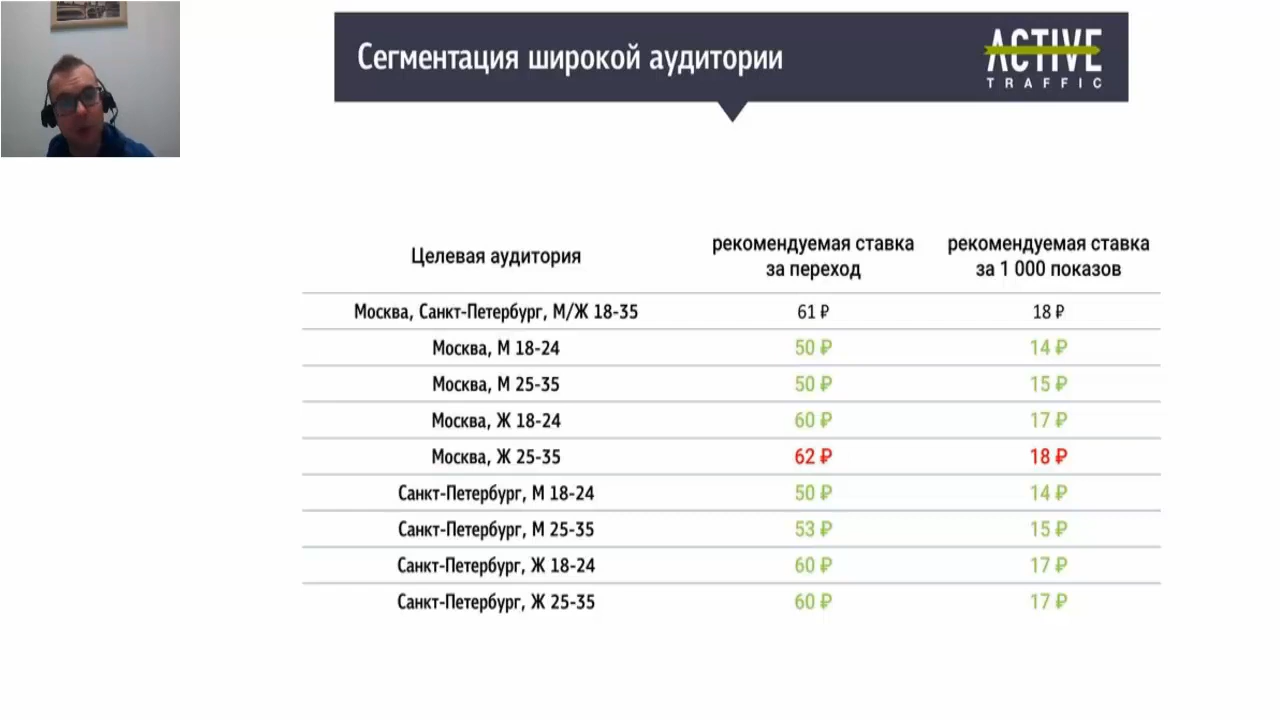 Сегментация широкой аудитории
ACTIVE
TRAFFIC
Целевая аудитория
рекомендуемая ставка
за переход
рекомендуемая ставка
за 1 000 показов
Москва, Санкт-Петербург, М/Ж 18-35 61 ₽ 18 ₽
Москва, М 18-24 50 ₽ 14 ₽
Москва, М 25-35 50 ₽ 15 ₽
Москва, Ж 18-24 60 ₽ 17 ₽
Москва, Ж 25-35 62 ₽ 18 ₽
Санкт-Петербург, М 18-24 50 ₽ 14 ₽
Санкт-Петербург, М 25-35 53 ₽ 15 ₽
Санкт-Петербург, Ж 18-24 60 ₽ 17 ₽
Санкт-Петербург, Ж 25-35 60 ₽ 17 ₽